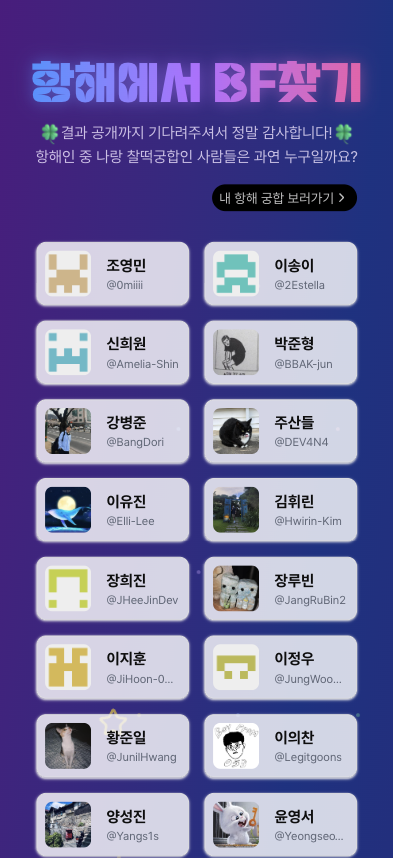 항해에서 BF찾기
🍀결과 공개까지 기다려주셔서 정말 감사합니다!🍀
항해인 중 나랑 찰떡궁합인 사람들은 과연 누구일까요?
내 항해 궁합 보러가기 >
조영민
@0miiii
이송이
@2Estella
신희원
@Amelia-Shin
박준형
@BBAK-jun
강병준
@BangDori
주산들
@DEV4N4
이유진
@Elli-Lee
김휘린
@Hwirin-Kim
장희진
@JHeeJinDev
장루빈
@JangRuBin2
이지훈
@JiHoon-0...
이정우
@JungWoo...
황준일
@JunilHwang
이의찬
@Legitgoons
양성진
@Yangs1s
윤영서
@Yeongseo...